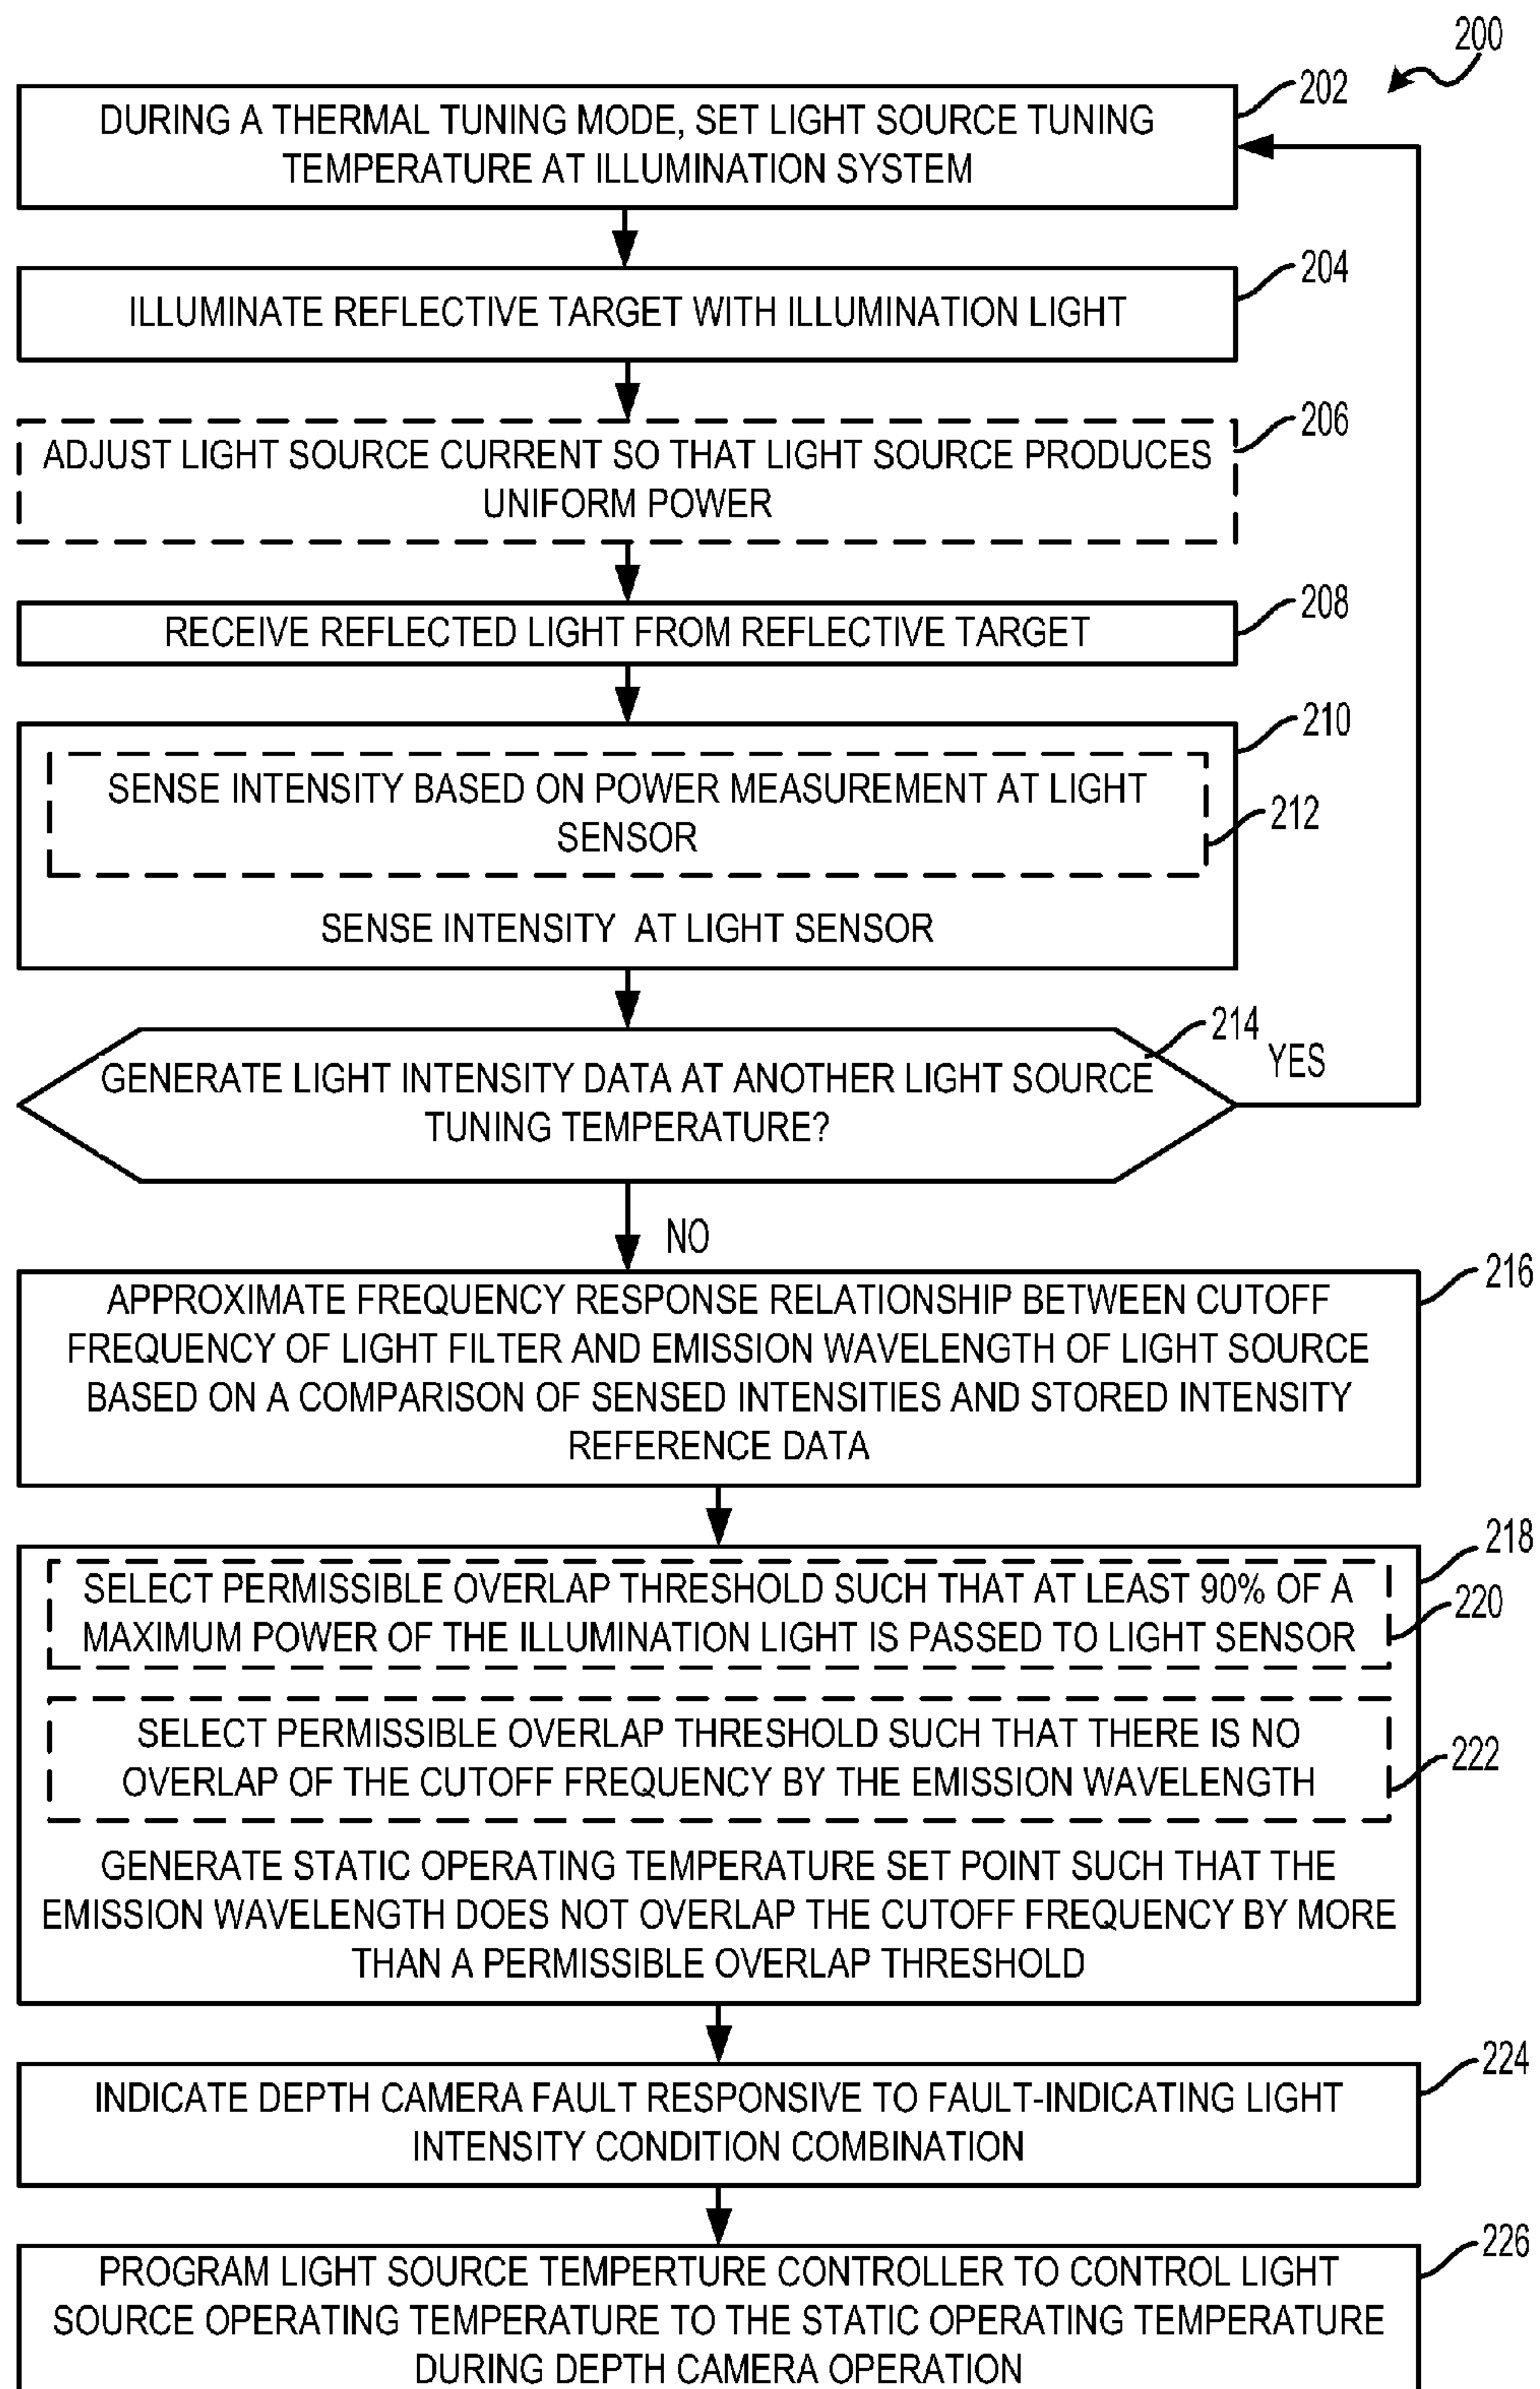 200
202
DURING A THERMAL TUNING MODE, SET LIGHT SOURCE TUNING
TEMPERATURE AT ILLUMINATION SYSTEM
204
ILLUMINATE REFLECTIVE TARGET WITH ILLUMINATION LIGHT
206
ADJUST LIGHT SOURCE CURRENT SO THAT LIGHT SOURCE PRODUCES
UNIFORM POWER
208
RECEIVE REFLECTED LIGHT FROM REFLECTIVE TARGET
210
SENSE INTENSITY BASED ON POWER MEASUREMENT AT LIGHT
SENSOR
212
SENSE INTENSITY AT LIGHT SENSOR
214
YES
GENERATE LIGHT INTENSITY DATA AT ANOTHER LIGHT SOURCE
TUNING TEMPERATURE?
NO
216
APPROXIMATE FREQUENCY RESPONSE RELATIONSHIP BETWEEN CUTOFF
FREQUENCY OF LIGHT FILTER AND EMISSION WAVELENGTH OF LIGHT SOURCE
BASED ON A COMPARISON OF SENSED INTENSITIES AND STORED INTENSITY
REFERENCE DATA
218
SELECT PERMISSIBLE OVERLAP THRESHOLD SUCH THAT AT LEAST 90% OF A
MAXIMUM POWER OF THE ILLUMINATION LIGHT IS PASSED TO LIGHT SENSOR
220
SELECT PERMISSIBLE OVERLAP THRESHOLD SUCH THAT THERE IS NO
OVERLAP OF THE CUTOFF FREQUENCY BY THE EMISSION WAVELENGTH
222
GENERATE STATIC OPERATING TEMPERATURE SET POINT SUCH THAT THE
EMISSION WAVELENGTH DOES NOT OVERLAP THE CUTOFF FREQUENCY BY MORE
THAN A PERMISSIBLE OVERLAP THRESHOLD
224
INDICATE DEPTH CAMERA FAULT RESPONSIVE TO FAULT-INDICATING LIGHT
INTENSITY CONDITION COMBINATION
226
PROGRAM LIGHT SOURCE TEMPERTURE CONTROLLER TO CONTROL LIGHT
SOURCE OPERATING TEMPERATURE TO THE STATIC OPERATING TEMPERATURE
DURING DEPTH CAMERA OPERATION